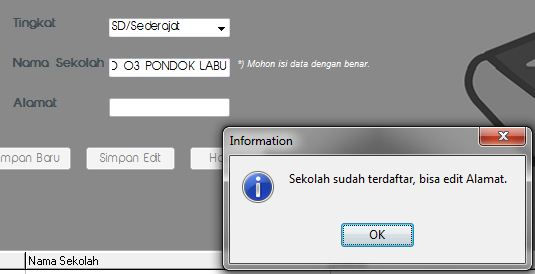 Tingkat
SD/Sederajat
Nama Sekolah
O3 PONDOK LABU
*) Mohon isi data dengan benar.
Alamat
Baru
Simpan Edit
Information
Sekolah sudah terdaftar, bisa edit Alamat.
OK
Nama Sekolah